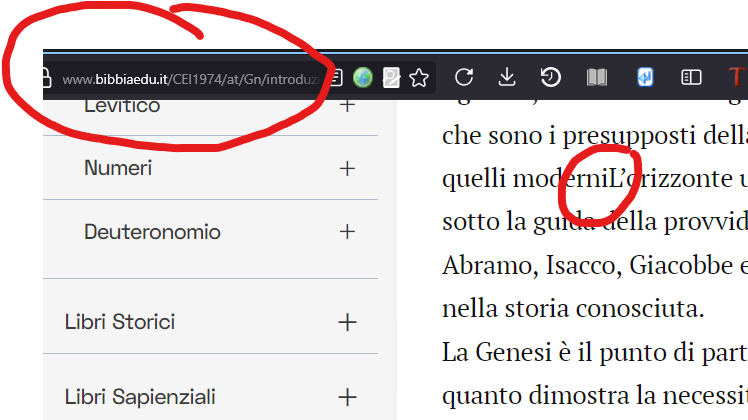 www.bibbiaedu.it/CEI1974/at/Gn/introduz
Levitico
Numeri
Deuteronomio
Libri Storici
Libri Sapienziali
che sono i presupposti della
quelli moderniL’orizzonte u
sotto la guida della provvid
Abramo, Isacco, Giacobbe e
nella storia conosciuta.
La Genesi è il punto di part
quanto dimostra la necessit